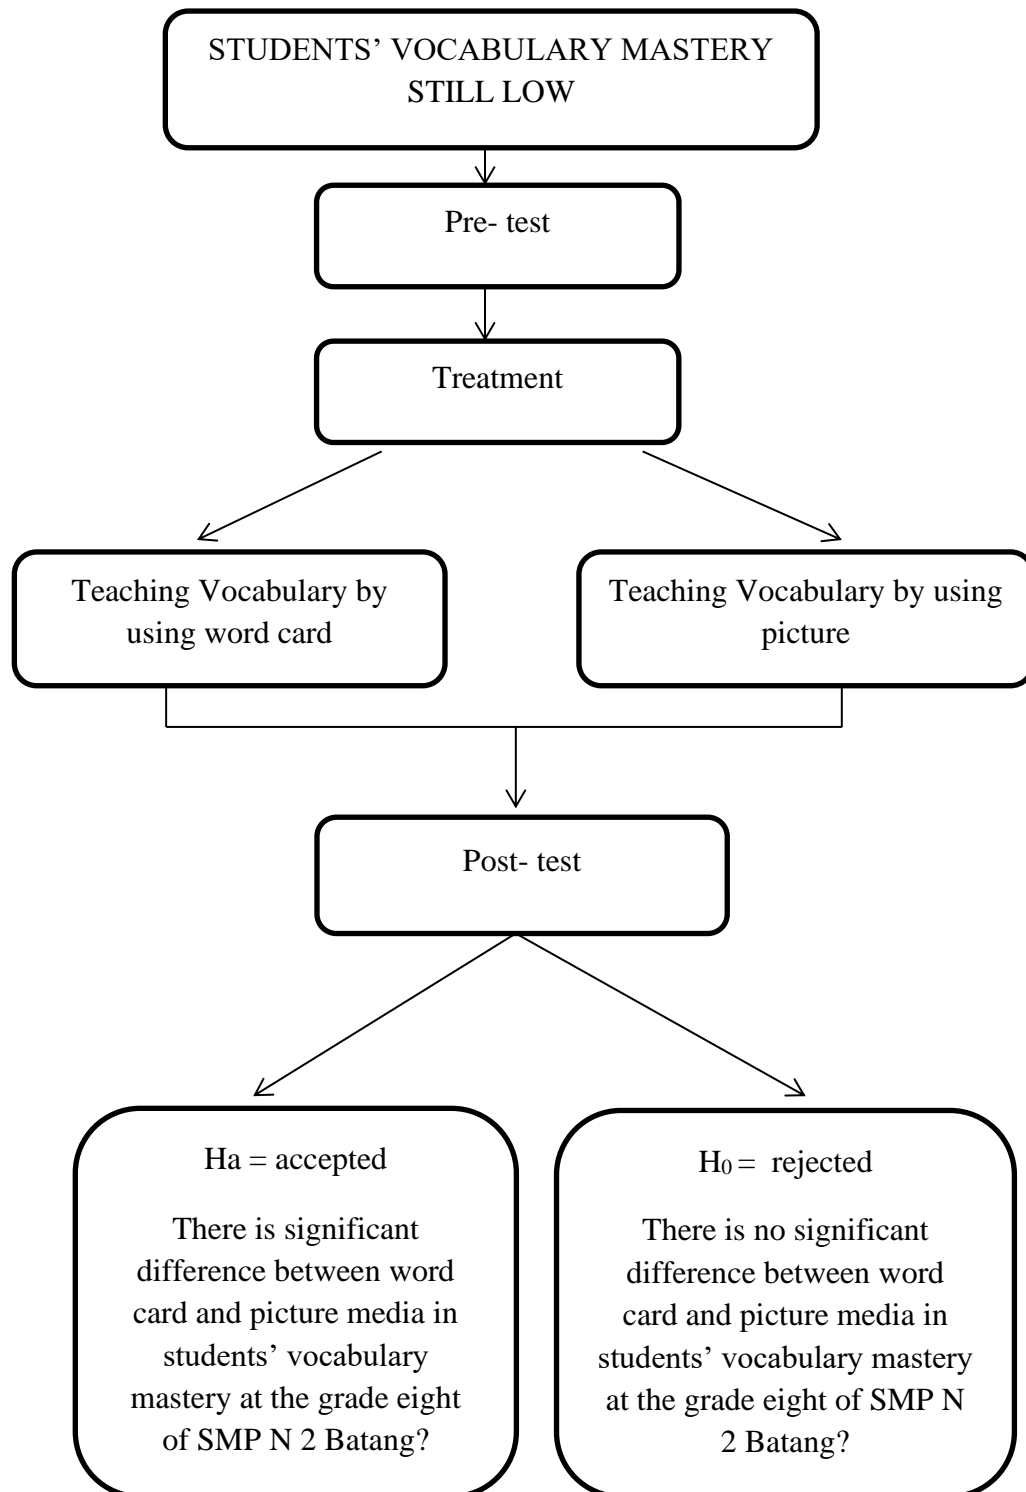 STUDENTS’ VOCABULARY MASTERY
STILL LOW
Pre- test
Treatment
Teaching Vocabulary by
using word card
Teaching Vocabulary by using
picture
Post- test
Ha = accepted
There is significant
difference between word
card and picture media in
students’ vocabulary
mastery at the grade eight
of SMP N 2 Batang?
H0 = rejected
There is no significant
difference between word
card and picture media in
students’ vocabulary mastery
at the grade eight of SMP N
2 Batang?